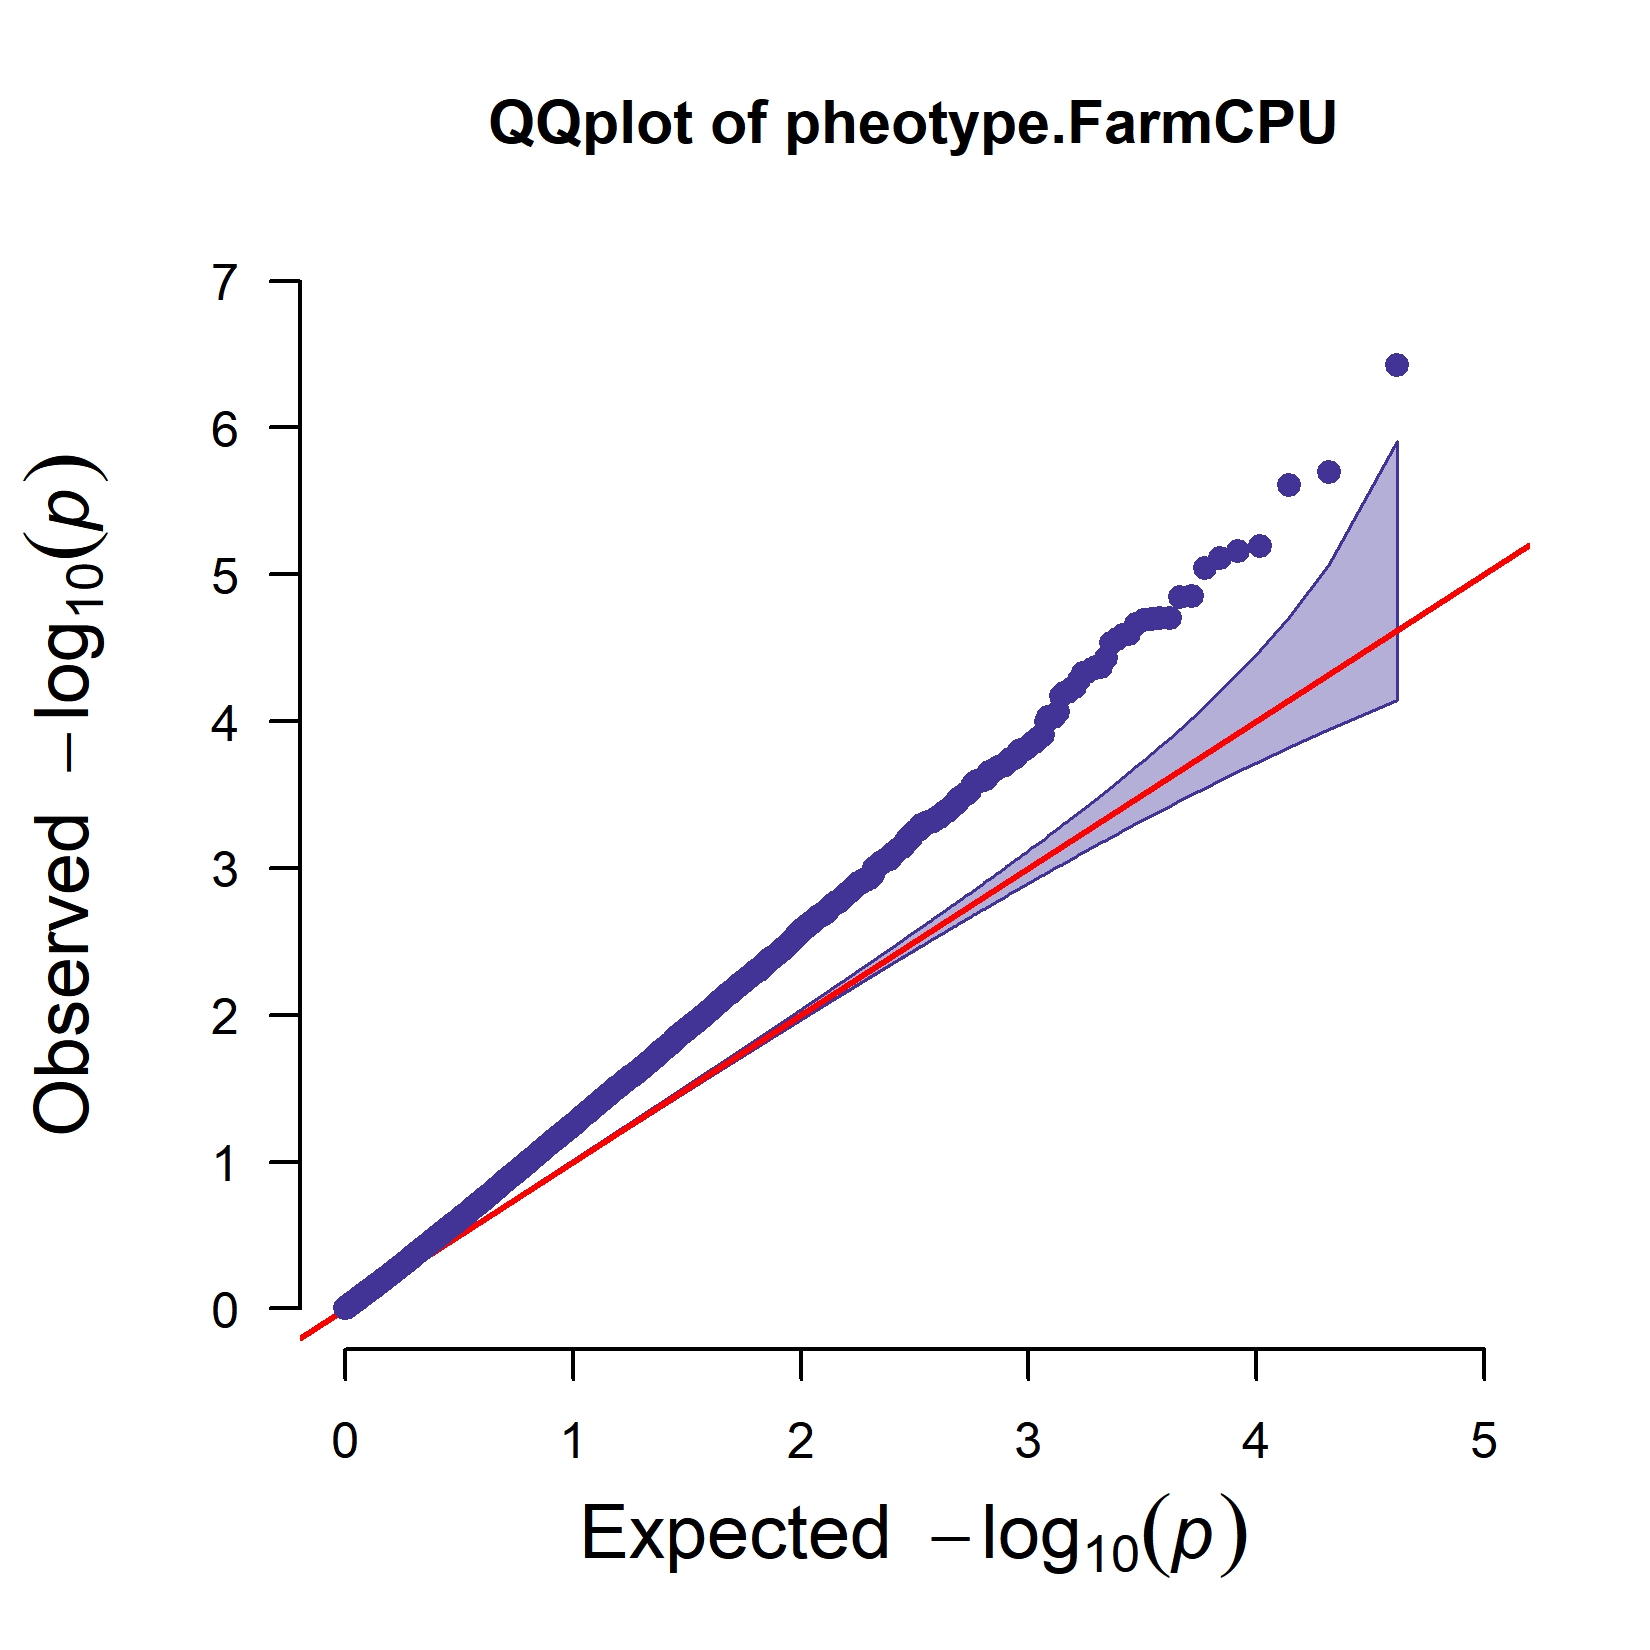 QQplot of pheotype.FarmCPU
7
6
5
4
3
2
1
0
Observed −log₁₀(p)
0 1 2 3 4 5
Expected −log₁₀(p)